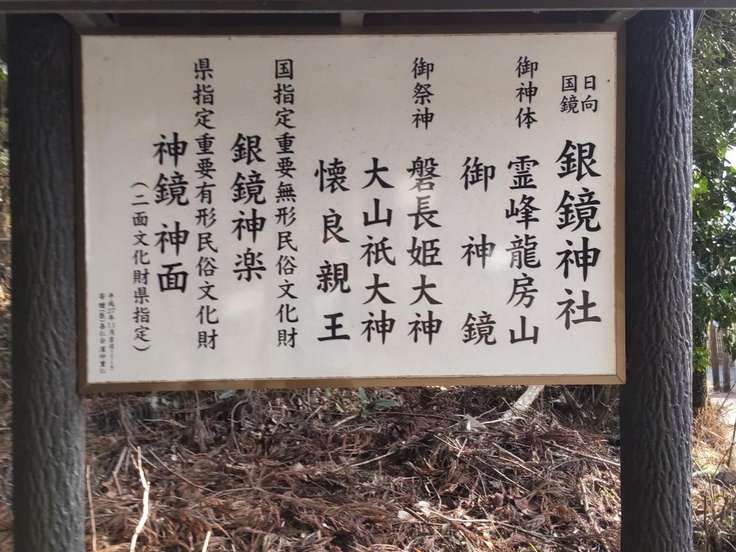 日向
国鏡
銀鏡神社
御神体 霊峰龍房山
御神鏡
御祭神 磐長姫大神
大山祇大神
懐良親王
国指定重要無形民俗文化財
銀鏡神楽
県指定重要有形民俗文化財
神鏡 神面
(二面文化財県指定)